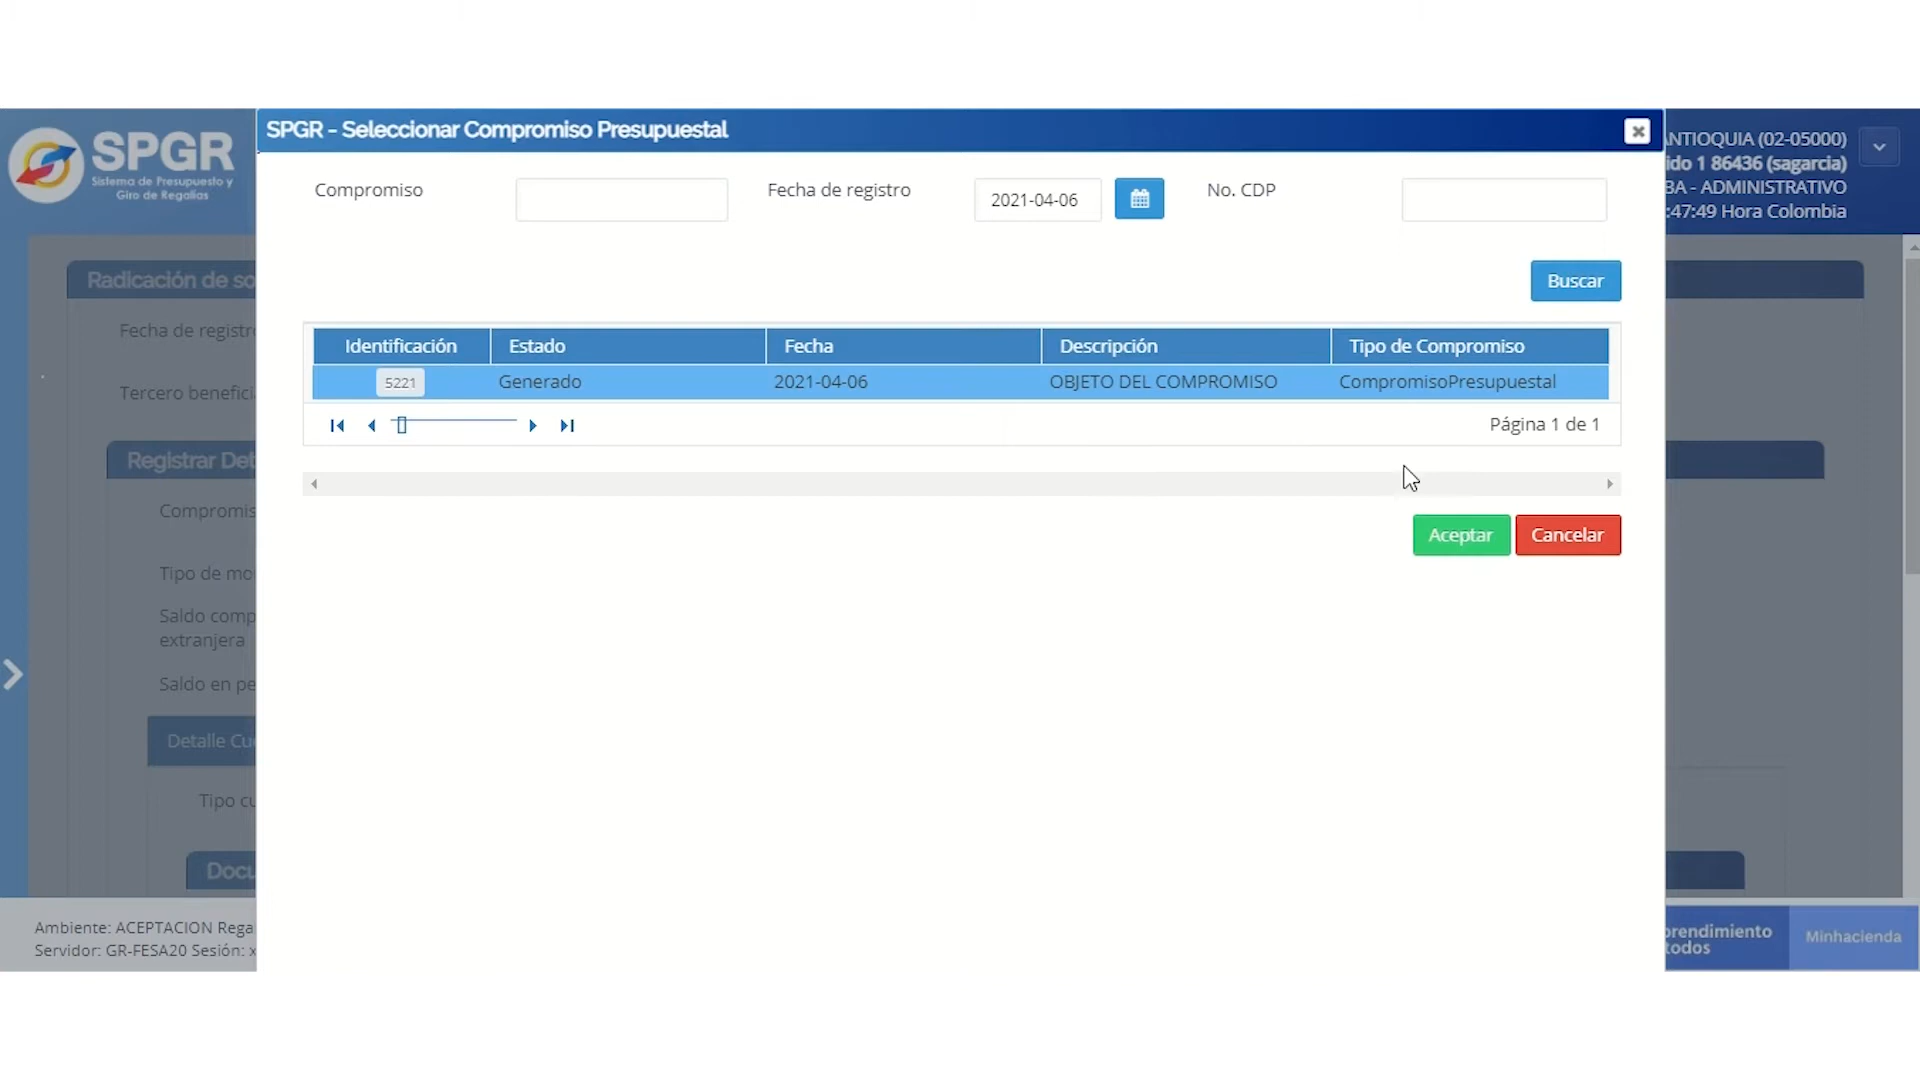 SPGR
Sistema de Presupuesto y
Giro de Regalías
SPGR - Seleccionar Compromiso Presupuestal
NTIOQUIA (02-05000)
ido 1 86436 (sagarcia)
BA - ADMINISTRATIVO
:47:49 Hora Colombia
Compromiso
Fecha de registro
2021-04-06
No. CDP
Buscar
Identificación Estado Fecha Descripción Tipo de Compromiso
5221 Generado 2021-04-06 OBJETO DEL COMPROMISO CompromisoPresupuestal
Página 1 de 1
Aceptar Cancelar
Radicación de so
Fecha de registr
Tercero benefici
Registrar Det
Compromis
Tipo de mo
Saldo comp
extranjera
Saldo en pe
Detalle Cu
Tipo cu
Docu
Ambiente: ACEPTACION Rega
Servidor: GR-FESA20 Sesión: x
prendimiento
todos
Minhacienda